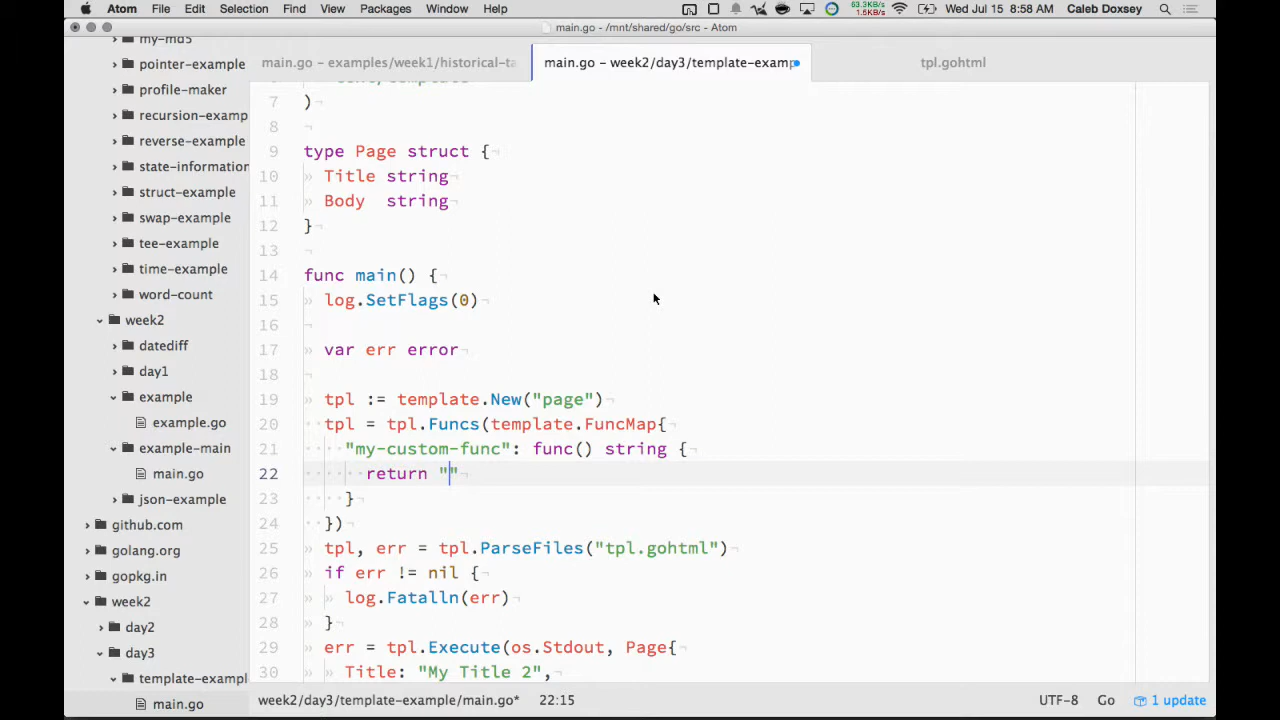 Atom File Edit Selection Find View Packages Window Help 63.3KB/s 1.5KB/s Wed Jul 15 8:58 AM Caleb Doxsey
main.go - /mnt/shared/go/src - Atom
main.go – examples/week1/historical-ta
main.go – week2/day3/template-examp
tpl.gohtml
my-md5
pointer-example
profile-maker
recursion-examp
reverse-example
state-information
struct-example
swap-example
tee-example
time-example
word-count
week2
datediff
day1
example
example.go
example-main
main.go
json-example
github.com
golang.org
gopkg.in
week2
day2
day3
template-exampl
main.go
7 )
8
9 type Page struct {
10 Title string
11 Body string
12 }
13
14 func main() {
15 log.SetFlags(0)
16
17 var err error
18
19 tpl := template.New("page")
20 tpl = tpl.Funcs(template.FuncMap{
21 "my-custom-func": func() string {
22 return ""
23 }
24 })
25 tpl, err = tpl.ParseFiles("tpl.gohtml")
26 if err != nil {
27 log.Fatalln(err)
28 }
29 err = tpl.Execute(os.Stdout, Page{
30 Title: "My Title 2",
week2/day3/template-example/main.go* 22:15 UTF-8 Go 1 update